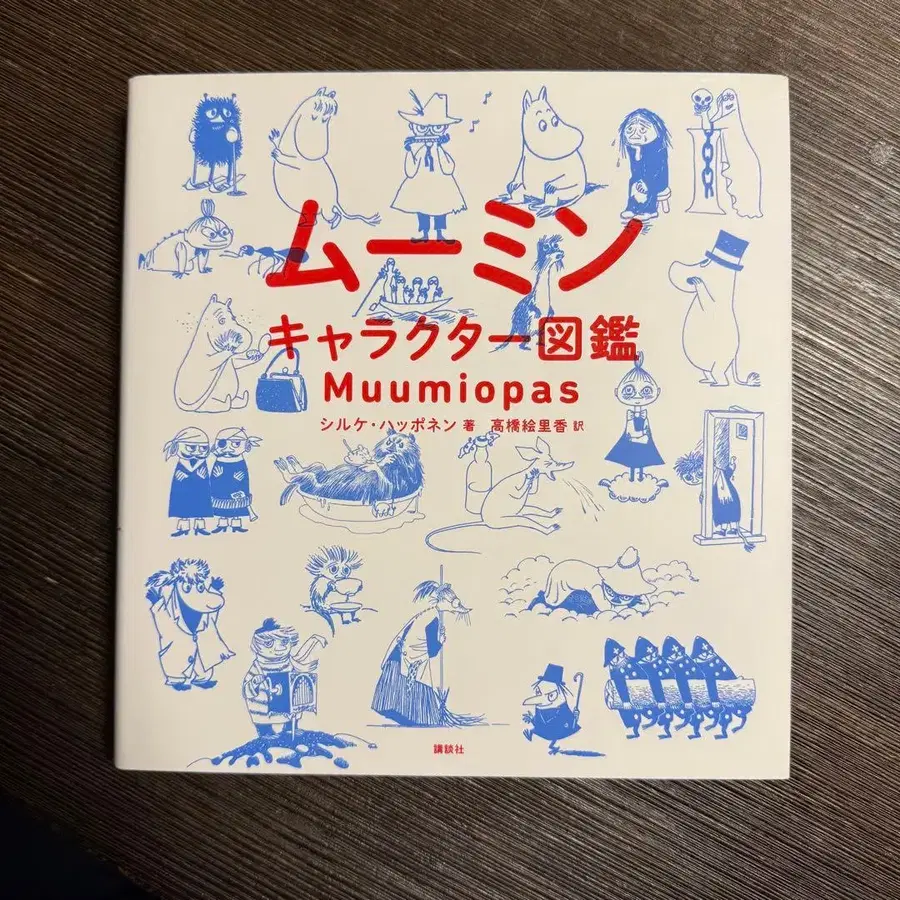 ムーミン
キャラクター図鑑
Muumiopas
シルケ・ハッポネン 著 高橋絵里香 訳
講談社